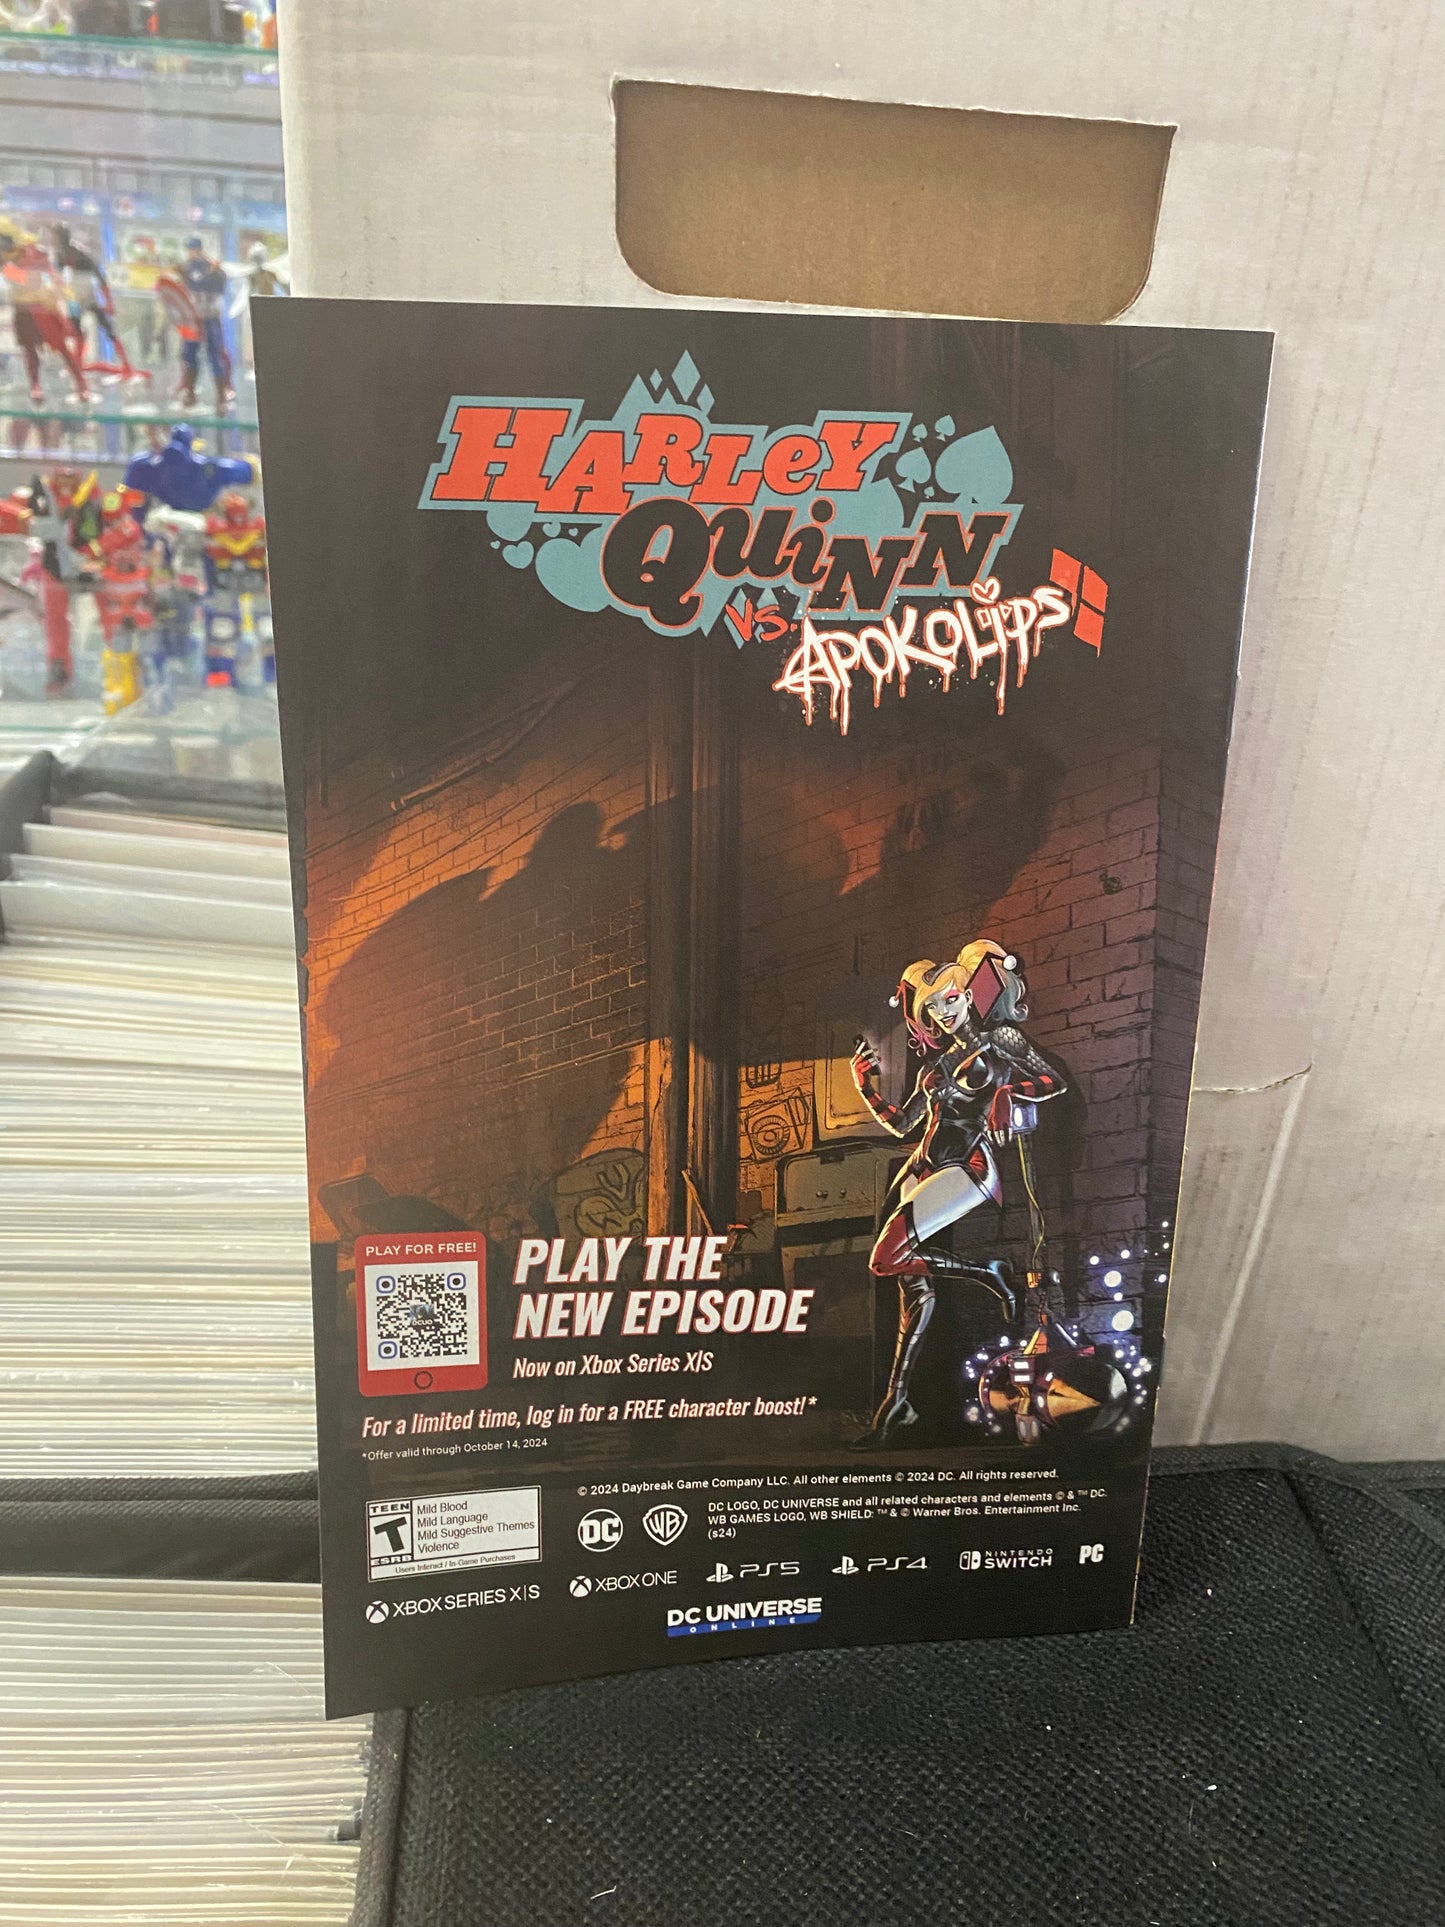 HARLEY
QUINN
VS.
APOKOLIPS
PLAY FOR FREE!
DCUO
PLAY THE
NEW EPISODE
Now on Xbox Series X|S
For a limited time, log in for a FREE character boost!*
*Offer valid through October 14, 2024
© 2024 Daybreak Game Company LLC. All other elements © 2024 DC. All rights reserved.
TEEN
T
ESRB
Mild Blood
Mild Language
Mild Suggestive Themes
Violence
Users Interact / In-Game Purchases
DC
WB
DC LOGO, DC UNIVERSE and all related characters and elements © & ™ DC.
WB GAMES LOGO, WB SHIELD: ™ & © Warner Bros. Entertainment Inc.
(s24)
XBOX SERIES X|S
XBOX ONE
PS5
PS4
NINTENDO
SWITCH
PC
DC UNIVERSE
ONLINE